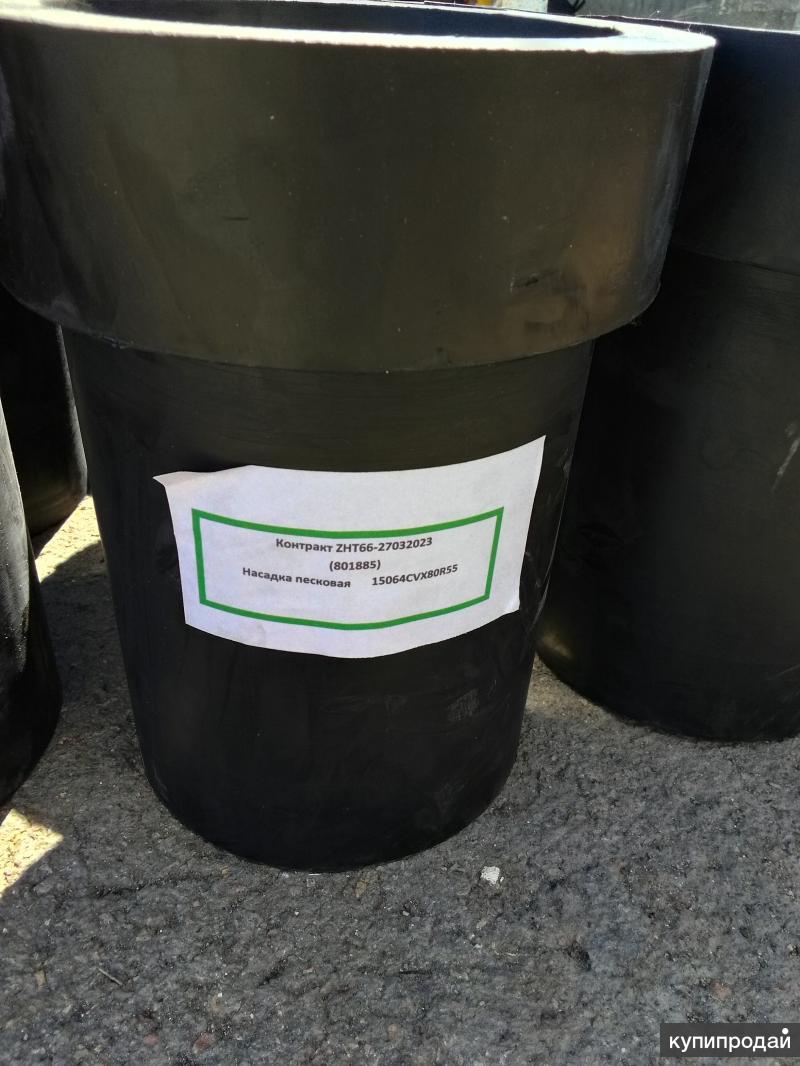 Контракт ZHT66-27032023
(801885)
Насадка песковая 15064CVX80R55
купипродай